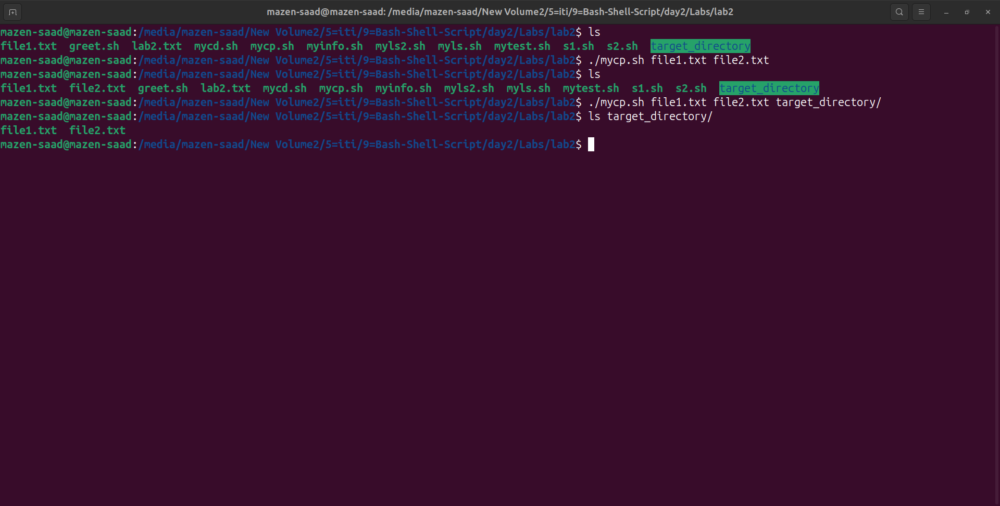 mazen-saad@mazen-saad: /media/mazen-saad/New Volume2/5=iti/9=Bash-Shell-Script/day2/Labs/lab2
mazen-saad@mazen-saad:/media/mazen-saad/New Volume2/5=iti/9=Bash-Shell-Script/day2/Labs/lab2$ ls
file1.txt  greet.sh  lab2.txt  mycd.sh  mycp.sh  myinfo.sh  myls2.sh  myls.sh  mytest.sh  s1.sh  s2.sh  target_directory
mazen-saad@mazen-saad:/media/mazen-saad/New Volume2/5=iti/9=Bash-Shell-Script/day2/Labs/lab2$ ./mycp.sh file1.txt file2.txt
mazen-saad@mazen-saad:/media/mazen-saad/New Volume2/5=iti/9=Bash-Shell-Script/day2/Labs/lab2$ ls
file1.txt  file2.txt  greet.sh  lab2.txt  mycd.sh  mycp.sh  myinfo.sh  myls2.sh  myls.sh  mytest.sh  s1.sh  s2.sh  target_directory
mazen-saad@mazen-saad:/media/mazen-saad/New Volume2/5=iti/9=Bash-Shell-Script/day2/Labs/lab2$ ./mycp.sh file1.txt file2.txt target_directory/
mazen-saad@mazen-saad:/media/mazen-saad/New Volume2/5=iti/9=Bash-Shell-Script/day2/Labs/lab2$ ls target_directory/
file1.txt  file2.txt
mazen-saad@mazen-saad:/media/mazen-saad/New Volume2/5=iti/9=Bash-Shell-Script/day2/Labs/lab2$